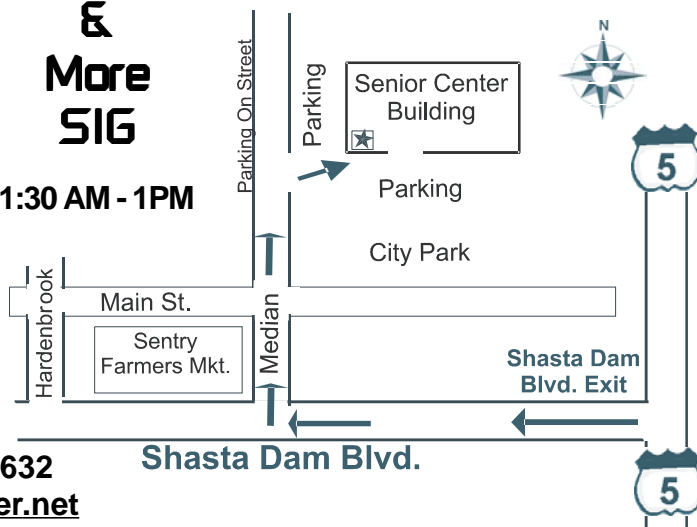 &
More
SIG
1:30 AM - 1PM
Parking On Street
Parking
Senior Center
Building
N
5
Parking
City Park
Hardenbrook
Main St.
Median
Sentry
Farmers Mkt.
Shasta Dam
Blvd. Exit
Shasta Dam Blvd.
632
er.net
5